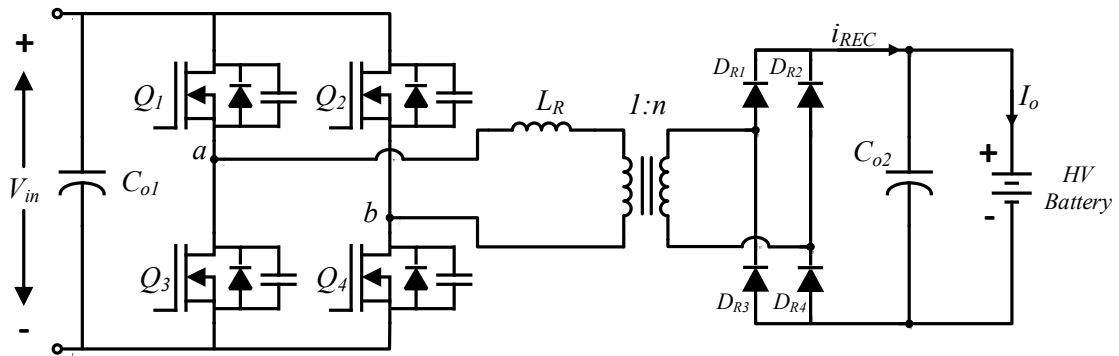 +
V_in
-
C_o1
Q_1
Q_2
a
b
Q_3
Q_4
L_R
1:n
D_R1
D_R2
D_R3
D_R4
i_REC
C_o2
I_o
+
-
HV
Battery